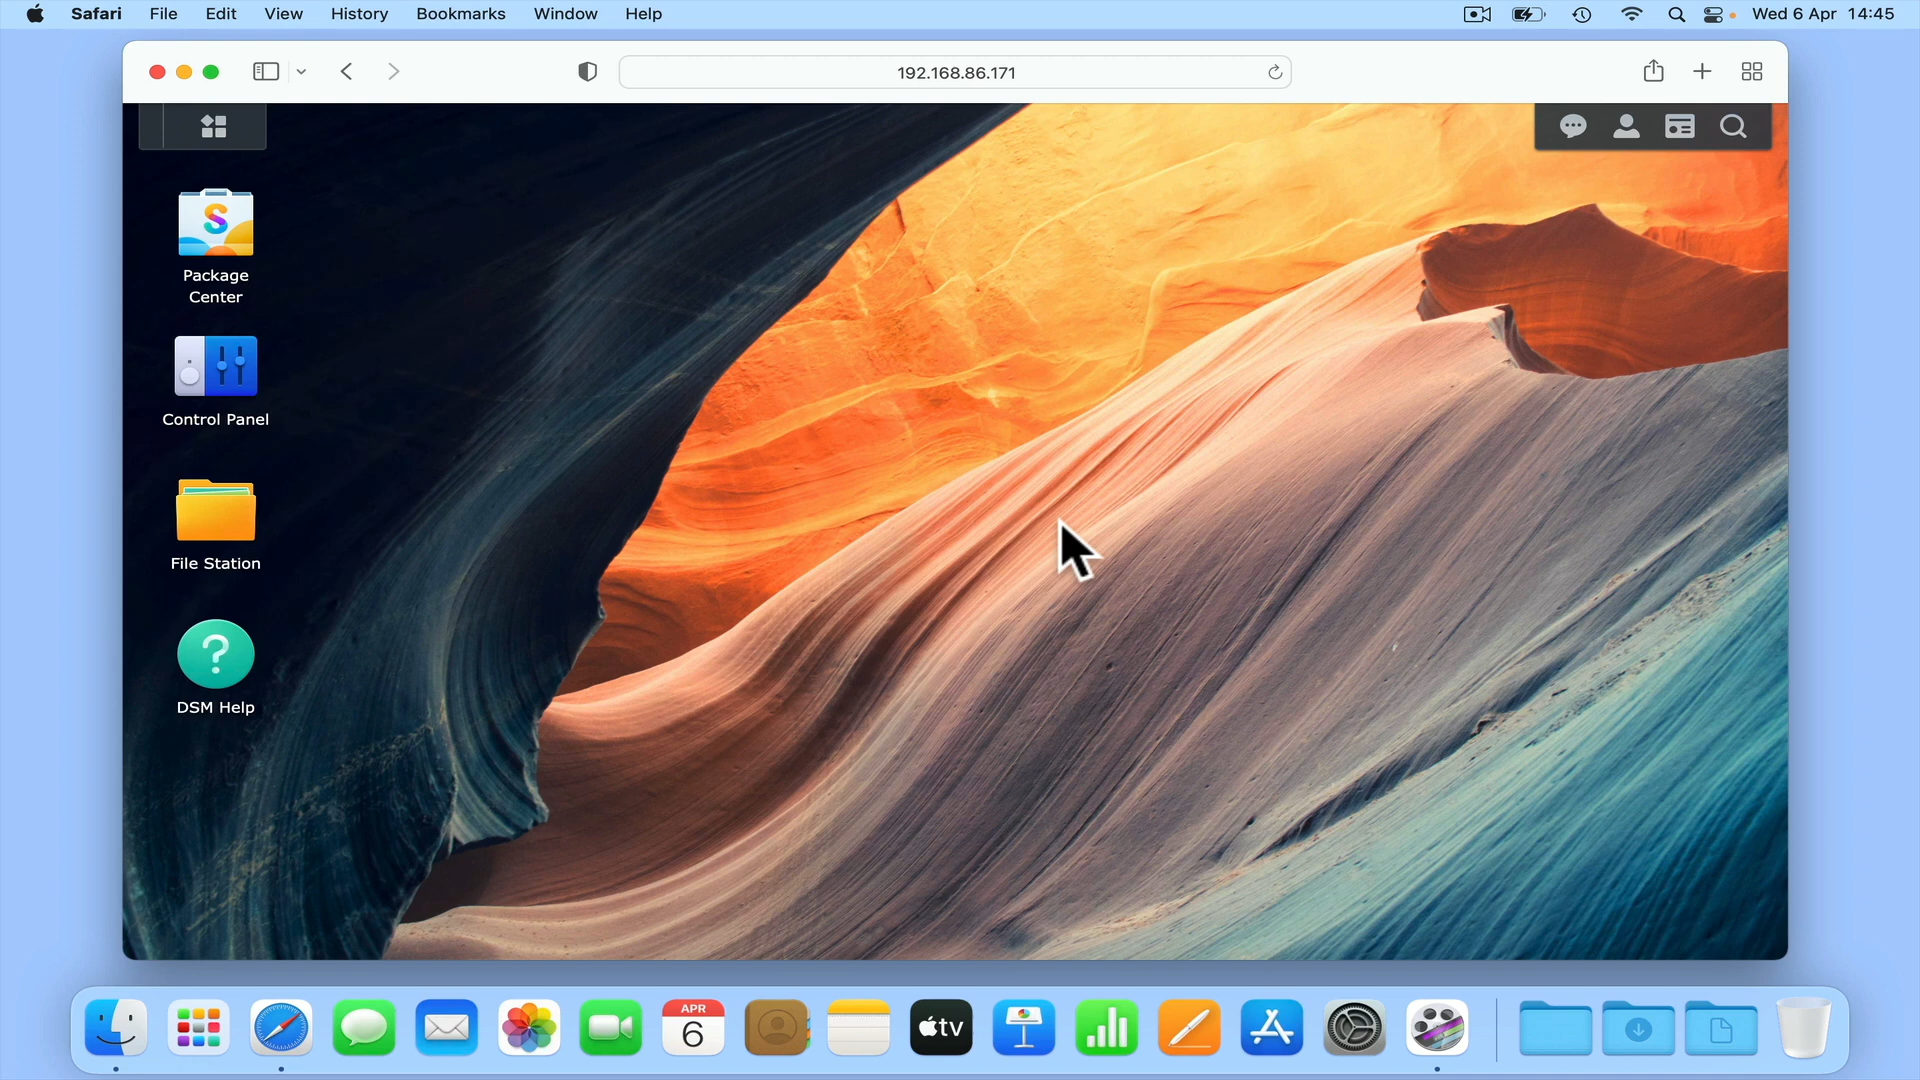 Safari File Edit View History Bookmarks Window Help Wed 6 Apr 14:45
192.168.86.171
S
Package
Center
Control Panel
File Station
?
DSM Help
APR
6
tv